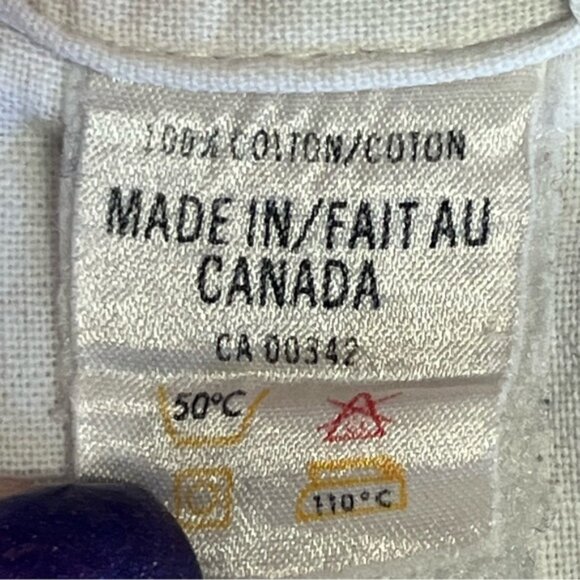 100% COTTON/COTON
MADE IN/FAIT AU
CANADA
CA 00342
50°C
110°C